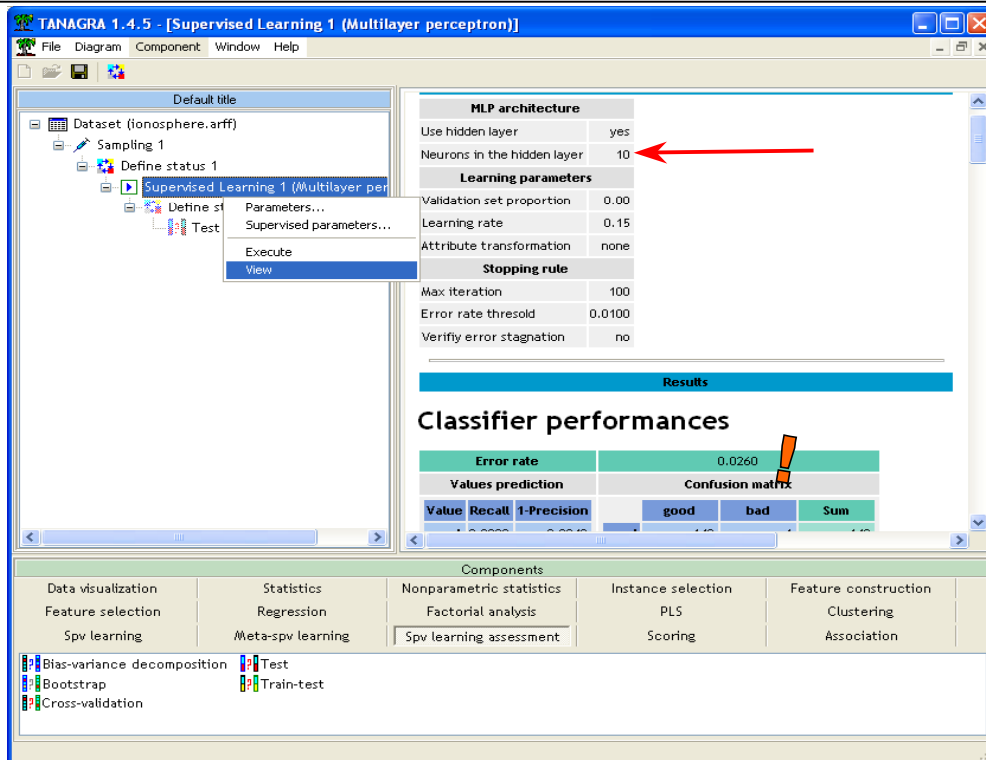 TANAGRA 1.4.5 - [Supervised Learning 1 (Multilayer perceptron)]
File Diagram Component Window Help
Default title
Dataset (ionosphere.arff)
Sampling 1
Define status 1
Supervised Learning 1 (Multilayer per
Define st
Test
Parameters...
Supervised parameters...
Execute
View
MLP architecture
Use hidden layer yes
Neurons in the hidden layer 10
Learning parameters
Validation set proportion 0.00
Learning rate 0.15
Attribute transformation none
Stopping rule
Max iteration 100
Error rate thresold 0.0100
Verifiy error stagnation no
Results
Classifier performances
Error rate 0.0260
Values prediction Confusion matrix
Value Recall 1-Precision good bad Sum
Components
Data visualization Statistics Nonparametric statistics Instance selection Feature construction
Feature selection Regression Factorial analysis PLS Clustering
Spv learning Meta-spv learning Spv learning assessment Scoring Association
Bias-variance decomposition Test
Bootstrap Train-test
Cross-validation